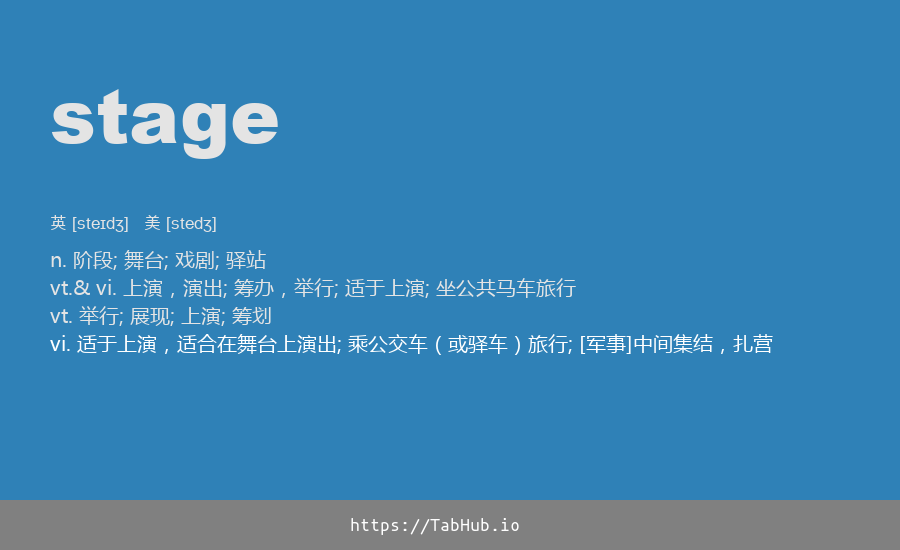 stage
英 [steɪdʒ] 美 [stedʒ]
n. 阶段; 舞台; 戏剧; 驿站
vt.& vi. 上演，演出; 筹办，举行; 适于上演; 坐公共马车旅行
vt. 举行; 展现; 上演; 筹划
vi. 适于上演，适合在舞台上演出; 乘公交车（或驿车）旅行; [军事]中间集结，扎营
https://TabHub.io